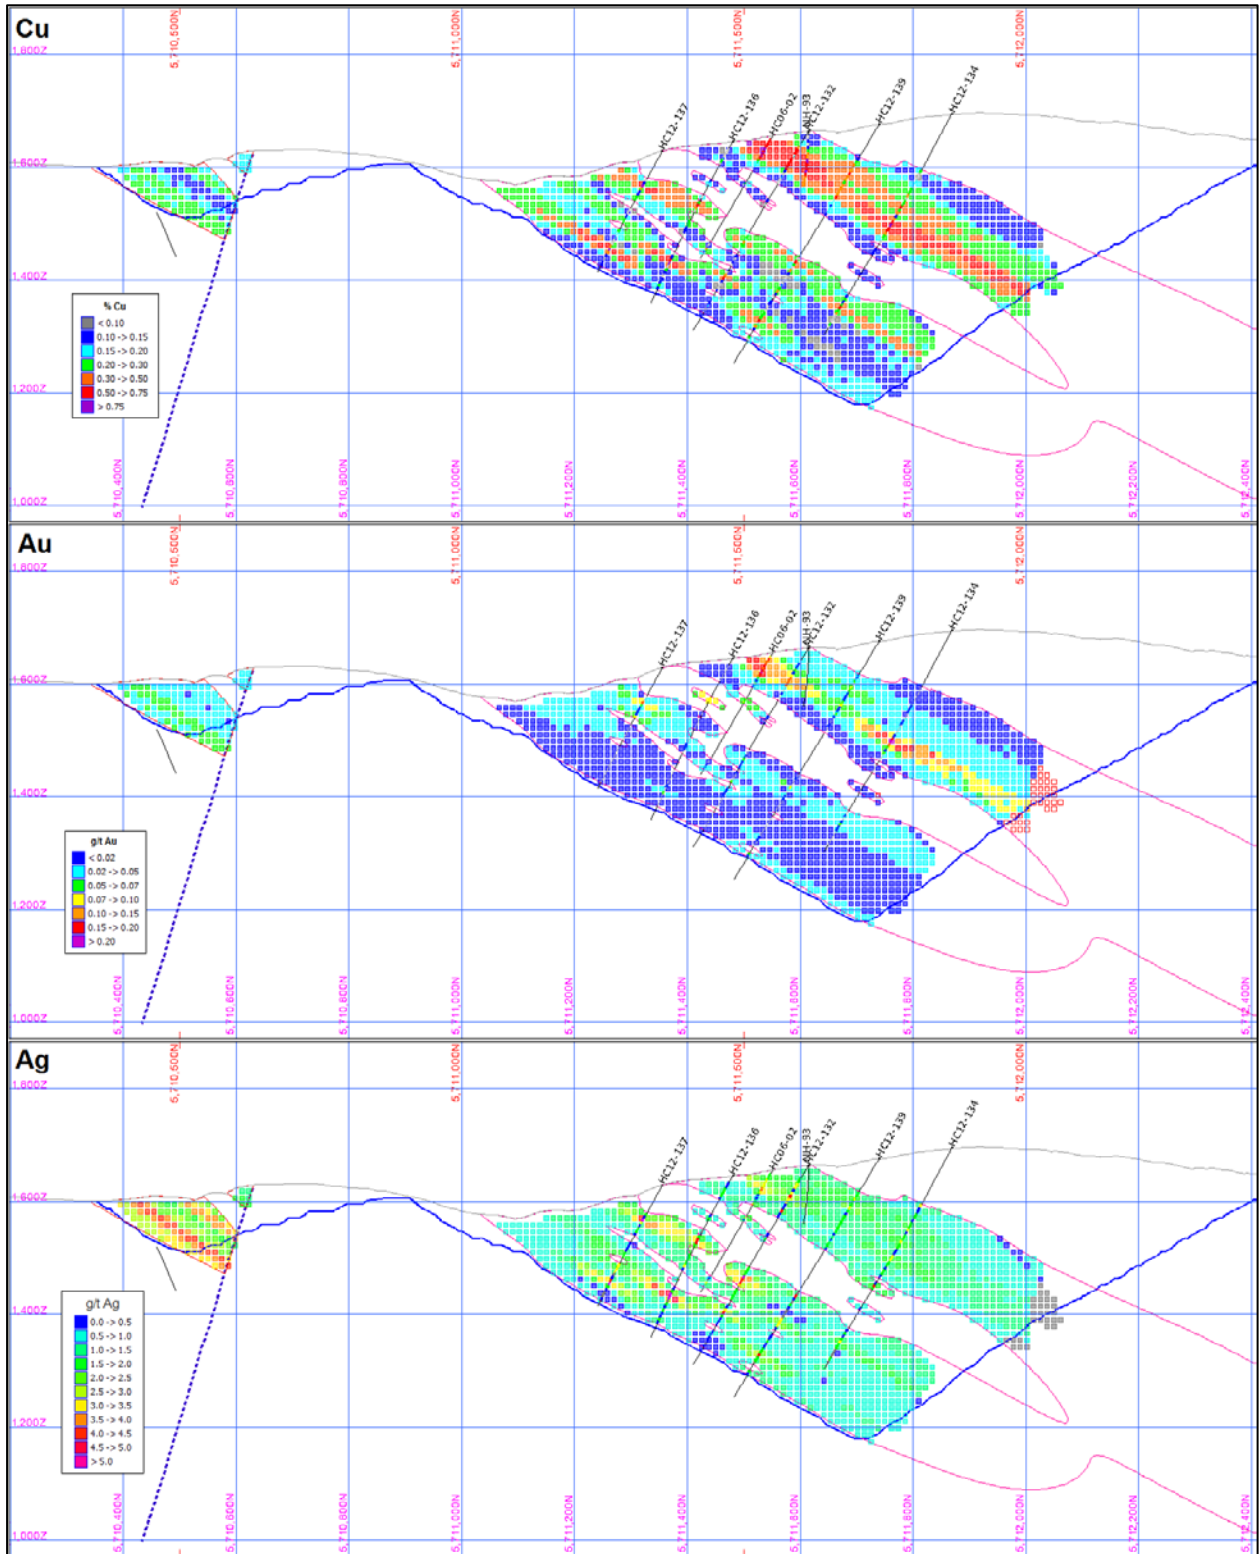 Cu
5,710,500N
5,711,000N
5,711,500N
5,712,000N
1,800Z
HC12-137
HC12-136
HC06-02
NH-93
HC12-132
HC12-139
HC12-134
1,600Z
1,400Z
% Cu
< 0.10
0.10 -> 0.15
0.15 -> 0.20
0.20 -> 0.30
0.30 -> 0.50
0.50 -> 0.75
> 0.75
1,200Z
1,000Z
5,710,400N
5,710,600N
5,710,800N
5,711,000N
5,711,200N
5,711,400N
5,711,600N
5,711,800N
5,712,000N
5,712,200N
5,712,400N
Au
5,710,500N
5,711,000N
5,711,500N
5,712,000N
1,800Z
HC12-137
HC12-136
HC06-02
NH-93
HC12-132
HC12-139
HC12-134
1,600Z
1,400Z
g/t Au
< 0.02
0.02 -> 0.05
0.05 -> 0.07
0.07 -> 0.10
0.10 -> 0.15
0.15 -> 0.20
> 0.20
1,200Z
1,000Z
5,710,400N
5,710,600N
5,710,800N
5,711,000N
5,711,200N
5,711,400N
5,711,600N
5,711,800N
5,712,000N
5,712,200N
5,712,400N
Ag
5,710,500N
5,711,000N
5,711,500N
5,712,000N
1,800Z
HC12-137
HC12-136
HC06-02
NH-93
HC12-132
HC12-139
HC12-134
1,600Z
1,400Z
g/t Ag
0.0 -> 0.5
0.5 -> 1.0
1.0 -> 1.5
1.5 -> 2.0
2.0 -> 2.5
2.5 -> 3.0
3.0 -> 3.5
3.5 -> 4.0
4.0 -> 4.5
4.5 -> 5.0
> 5.0
1,200Z
1,000Z
5,710,400N
5,710,600N
5,710,800N
5,711,000N
5,711,200N
5,711,400N
5,711,600N
5,711,800N
5,712,000N
5,712,200N
5,712,400N